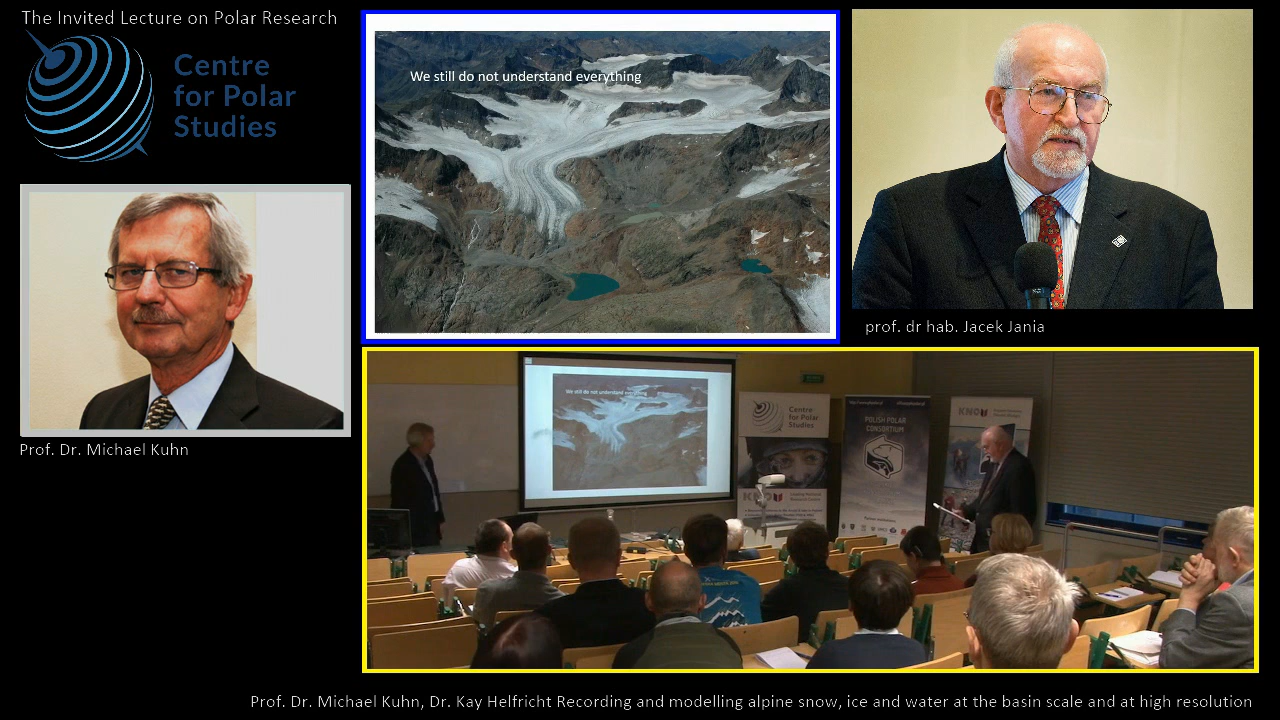 The Invited Lecture on Polar Research
Centre
for Polar
Studies
We still do not understand everything
prof. dr hab. Jacek Jania
Prof. Dr. Michael Kuhn
We still do not understand everything
Centre
for Polar
Studies
KNOW
POLISH POLAR
CONSORTIUM
KNOW
Prof. Dr. Michael Kuhn, Dr. Kay Helfricht Recording and modelling alpine snow, ice and water at the basin scale and at high resolution